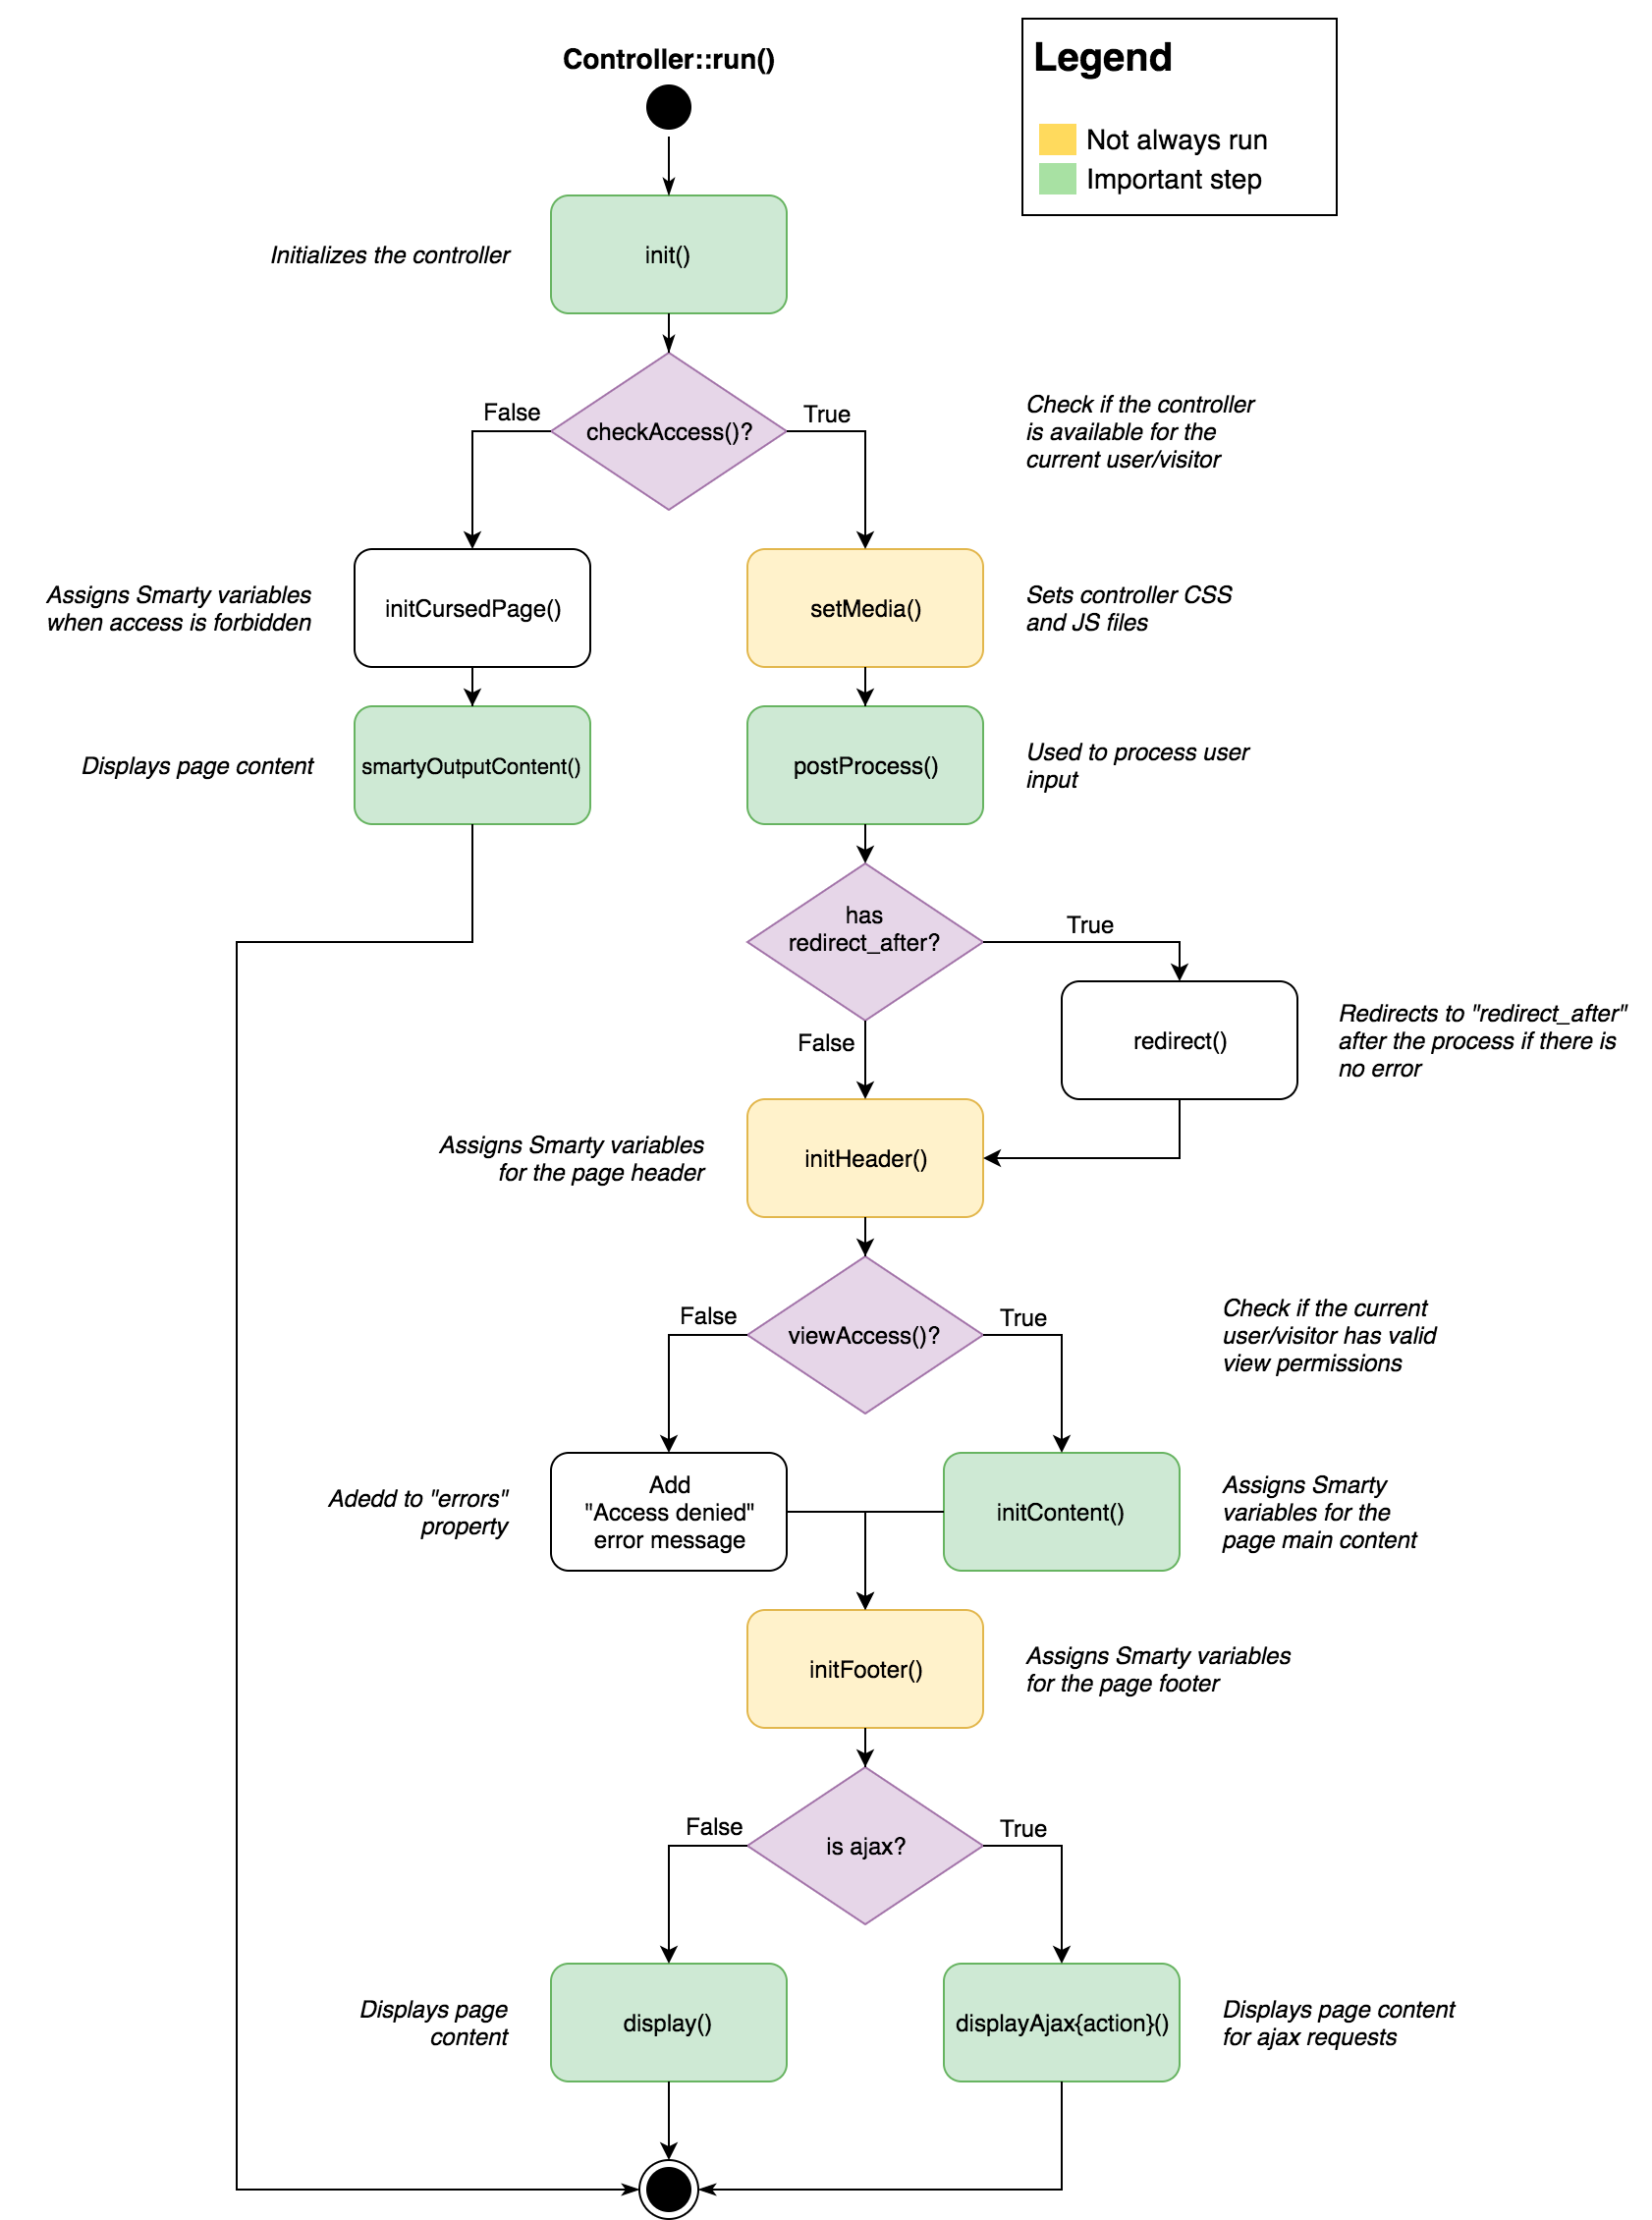 Controller::run()
Legend
Not always run
Important step
Initializes the controller
init()
False
True
checkAccess()?
Check if the controller
is available for the
current user/visitor
Assigns Smarty variables
when access is forbidden
initCursedPage()
setMedia()
Sets controller CSS
and JS files
Displays page content
smartyOutputContent()
postProcess()
Used to process user
input
has
redirect_after?
True
False
redirect()
Redirects to "redirect_after"
after the process if there is
no error
Assigns Smarty variables
for the page header
initHeader()
False
True
viewAccess()?
Check if the current
user/visitor has valid
view permissions
Adedd to "errors"
property
Add
"Access denied"
error message
initContent()
Assigns Smarty
variables for the
page main content
initFooter()
Assigns Smarty variables
for the page footer
False
True
is ajax?
Displays page
content
display()
displayAjax{action}()
Displays page content
for ajax requests